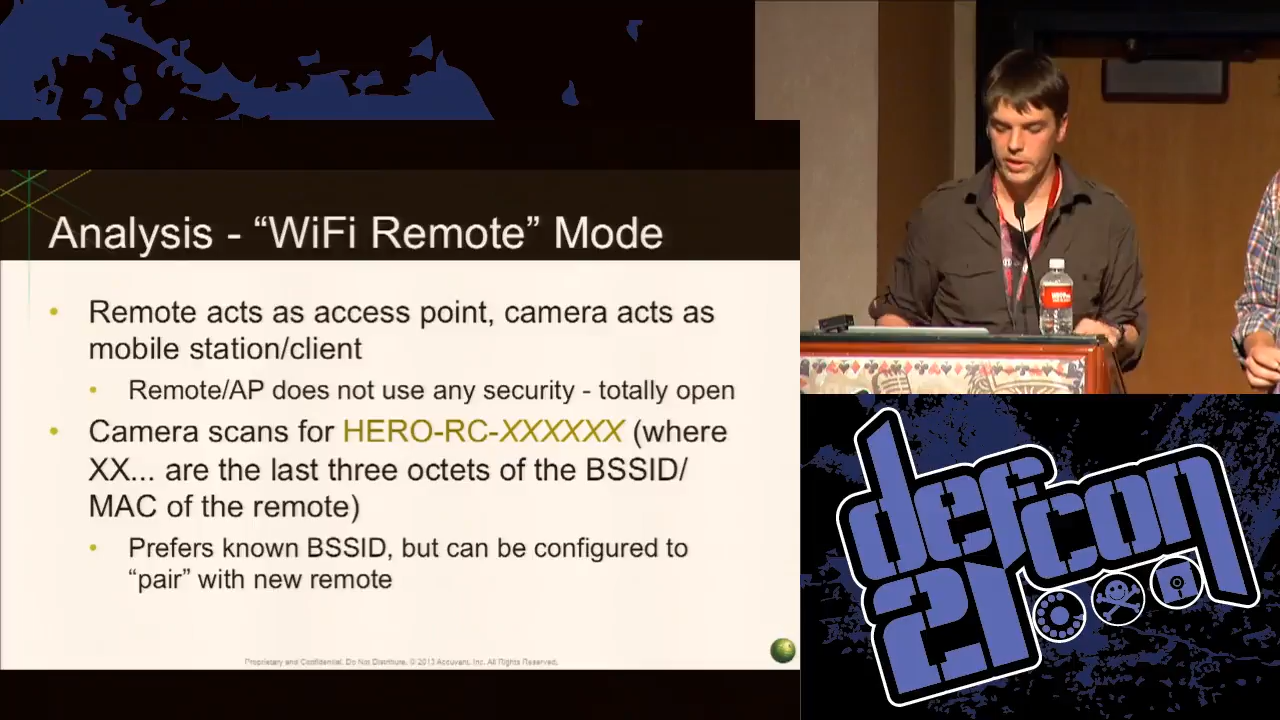 Analysis - “WiFi Remote” Mode
• Remote acts as access point, camera acts as
mobile station/client
• Remote/AP does not use any security - totally open
• Camera scans for HERO-RC-XXXXXX (where
XX... are the last three octets of the BSSID/
MAC of the remote)
• Prefers known BSSID, but can be configured to
“pair” with new remote
Proprietary and Confidential. Do Not Distribute. © 2013 Accuvant, Inc. All Rights Reserved.
defcon
21